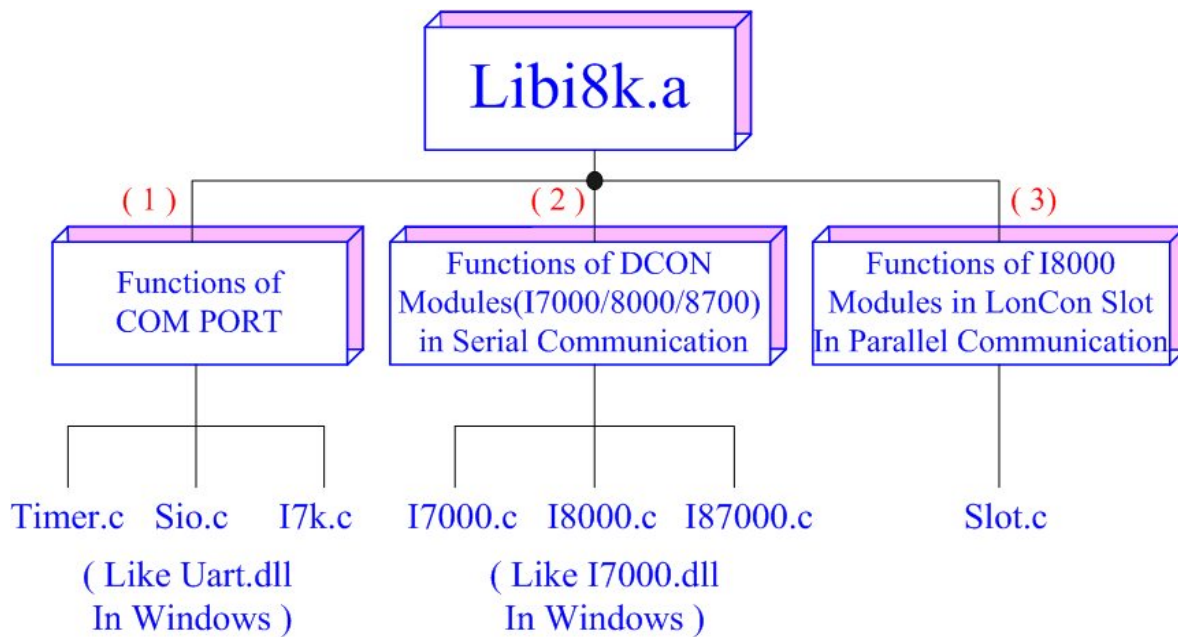 Libi8k.a
( 1 )
( 2 )
( 3)
Functions of
COM PORT
Functions of DCON
Modules(I7000/8000/8700)
in Serial Communication
Functions of I8000
Modules in LonCon Slot
In Parallel Communication
Timer.c
Sio.c
I7k.c
I7000.c
I8000.c
I87000.c
Slot.c
( Like Uart.dll
In Windows )
( Like I7000.dll
In Windows )